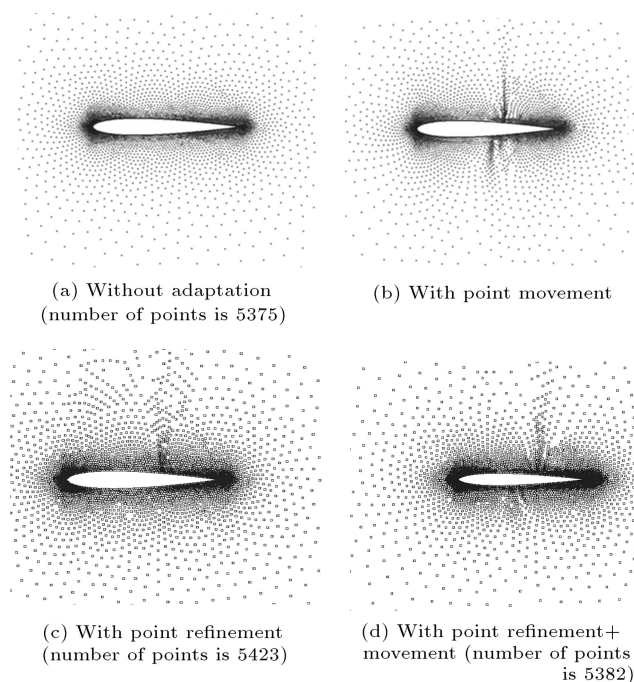 (a) Without adaptation
(number of points is 5375)
(b) With point movement
(c) With point refinement
(number of points is 5423)
(d) With point refinement+
movement (number of points
is 5382)